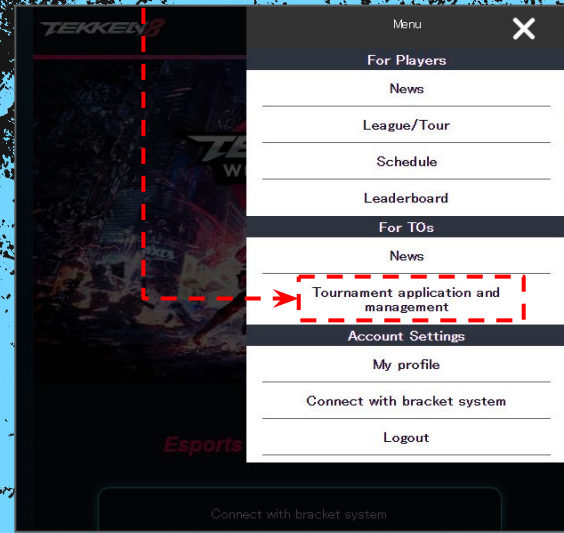 TEKKEN8
Menu
For Players
News
League/Tour
Schedule
Leaderboard
For TOs
News
Tournament application and
management
Account Settings
My profile
Connect with bracket system
Logout
Esports
Connect with bracket system